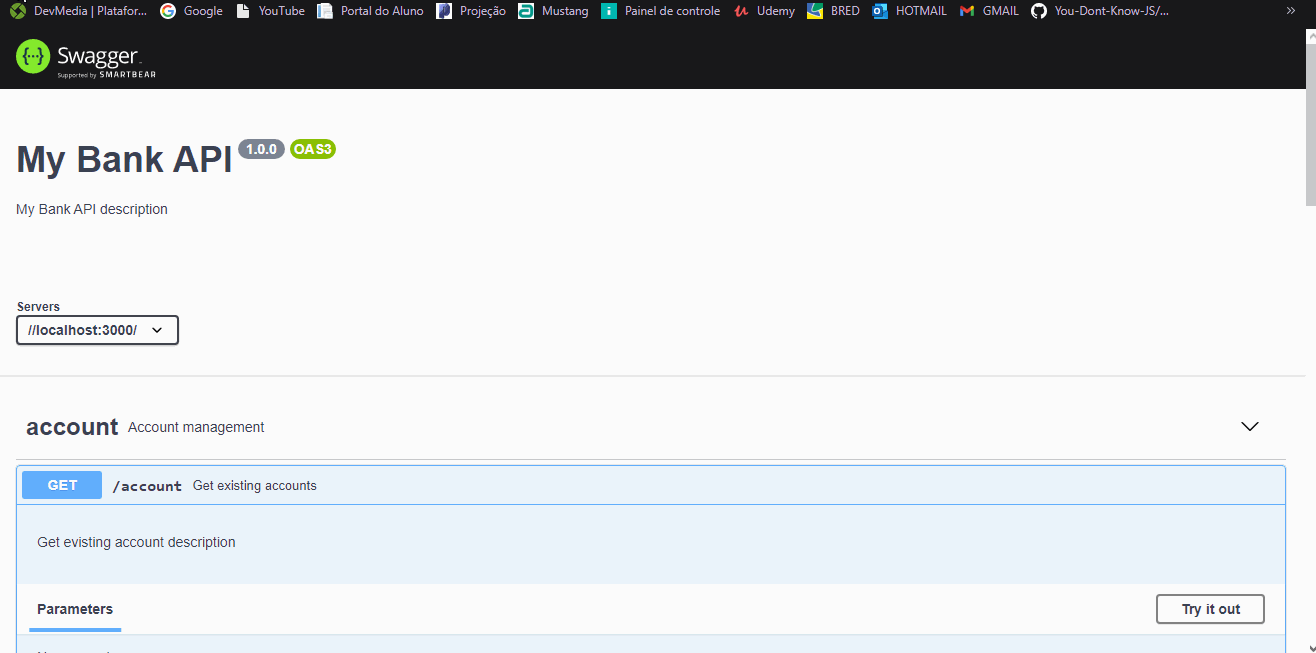 DevMedia | Platafor... Google YouTube Portal do Aluno Projeção Mustang Painel de controle Udemy BRED HOTMAIL GMAIL You-Dont-Know-JS/... »
{··} Swagger
Supported by SMARTBEAR
My Bank API 1.0.0 OAS3
My Bank API description
Servers
//localhost:3000/
account Account management
GET /account Get existing accounts
Get evisting account description
Parameters Try it out